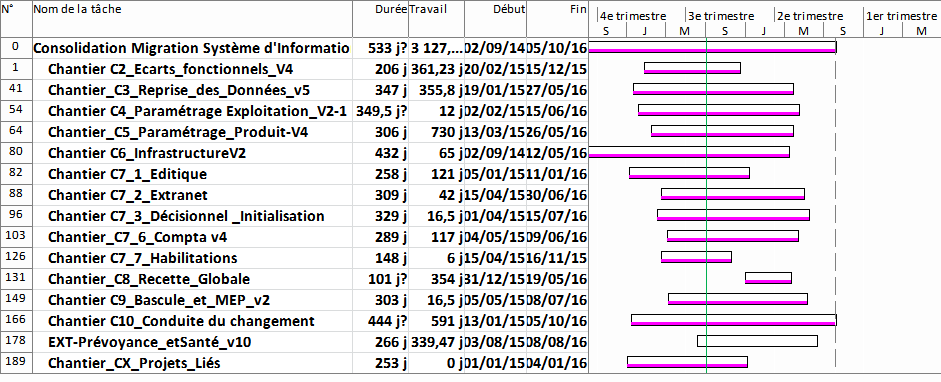 N° Nom de la tâche Durée Travail Début Fin 4e trimestre 3e trimestre 2e trimestre 1er trimestre
S J M J M S J M
0 Consolidation Migration Système d'Informatio 533 j? 3 127,... 02/09/14 05/10/16
1 Chantier C2_Ecarts_fonctionnels_V4 206 j 361,23 j 20/02/15 15/12/15
41 Chantier_C3_Reprise_des_Données_v5 347 j 355,8 j 19/01/15 27/05/16
54 Chantier C4_Paramétrage Exploitation_V2-1 349,5 j? 12 j 02/02/15 15/06/16
64 Chantier_C5_Paramétrage_Produit-V4 306 j 730 j 13/03/15 26/05/16
80 Chantier C6_InfrastructureV2 432 j 65 j 02/09/14 12/05/16
82 Chantier C7_1_Editique 258 j 121 j 05/01/15 11/01/16
88 Chantier C7_2_Extranet 309 j 42 j 15/04/15 30/06/16
96 Chantier C7_3_Décisionnel _Initialisation 329 j 16,5 j 01/04/15 15/07/16
103 Chantier_C7_6_Compta v4 289 j 117 j 04/05/15 09/06/16
126 Chantier C7_7_Habilitations 148 j 6 j 15/04/15 16/11/15
131 Chantier_C8_Recette_Globale 101 j? 354 j 31/12/15 19/05/16
149 Chantier C9_Bascule_et_MEP_v2 303 j 16,5 j 05/05/15 08/07/16
166 Chantier C10_Conduite du changement 444 j? 591 j 13/01/15 05/10/16
178 EXT-Prévoyance_etSanté_v10 266 j 339,47 j 03/08/15 08/08/16
189 Chantier_CX_Projets_Liés 253 j 0 j 01/01/15 04/01/16